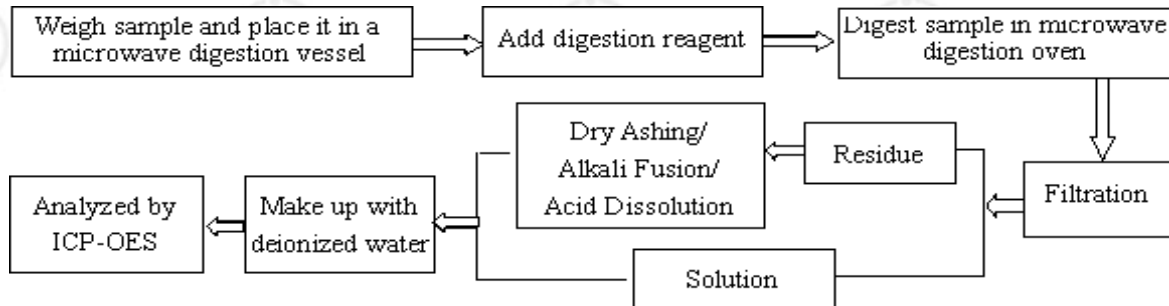 Weigh sample and place it in a
microwave digestion vessel
Add digestion reagent
Digest sample in microwave
digestion oven
Filtration
Residue
Solution
Dry Ashing/
Alkali Fusion/
Acid Dissolution
Make up with
deionized water
Analyzed by
ICP-OES